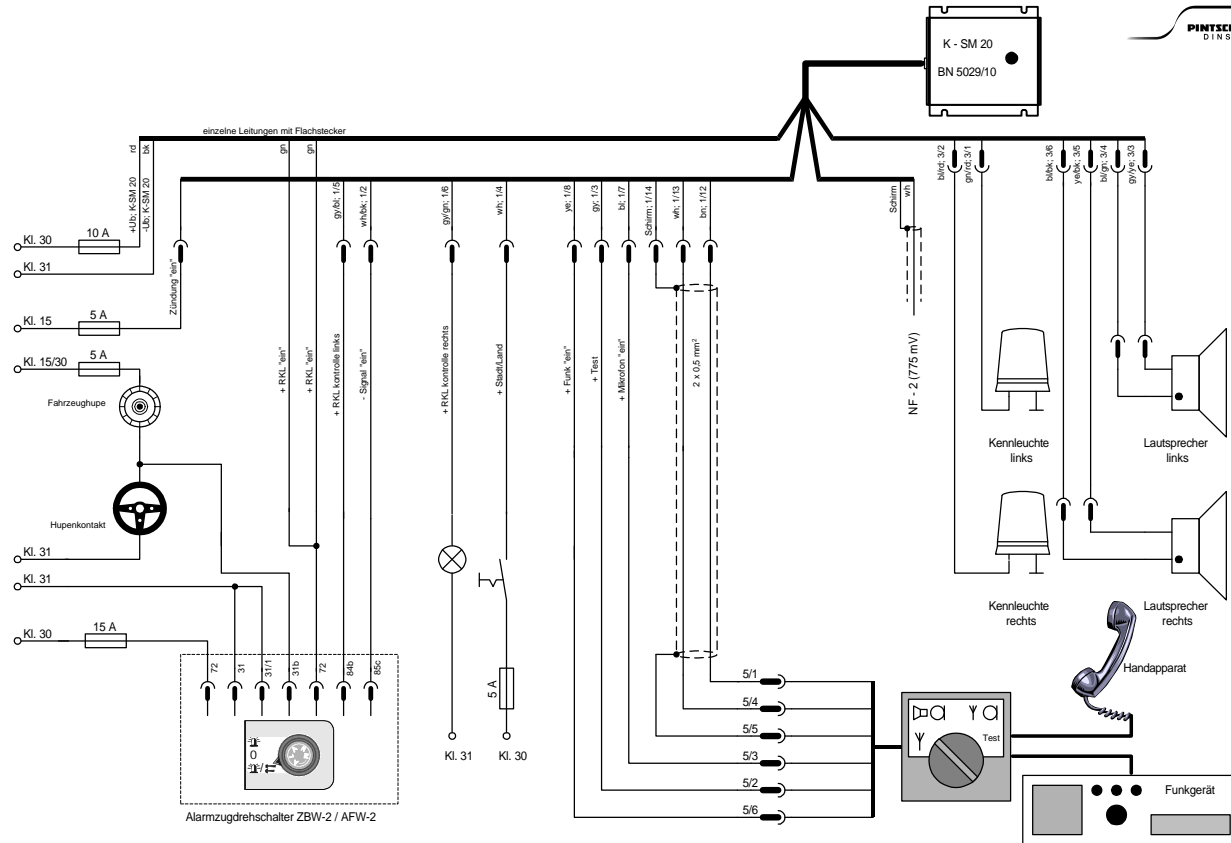 K - SM 20
BN 5029/10
DINS
einzelne Leitungen mit Flachstecker
rd
bk
+Ub; K-SM 20
-Ub; K-SM 20
gn
gn
gy/bl; 1/5
wh/bk; 1/2
gy/gn; 1/6
wh; 1/4
ye; 1/8
gy; 1/3
bl; 1/7
Schirm; 1/14
wh; 1/13
bn; 1/12
Schirm
wh
bl/rd; 3/2
gn/rd; 3/1
bl/bk; 3/6
ye/bk; 3/5
bl/gn; 3/4
gy/ye; 3/3
Kl. 30
10 A
Kl. 31
Zündung "ein"
Kl. 15
5 A
Kl. 15/30
5 A
Fahrzeughupe
Hupenkontakt
Kl. 31
Kl. 31
Kl. 30
15 A
+ RKL "ein"
+ RKL "ein"
+ RKL kontrolle links
- Signal "ein"
+ RKL kontrolle rechts
+ Stadt/Land
+ Funk "ein"
+ Test
+ Mikrofon "ein"
2 x 0,5 mm²
NF - 2 (775 mV)
Kennleuchte
links
Lautsprecher
links
Kennleuchte
rechts
Lautsprecher
rechts
72
31
31/1
31b
72
84b
85c
0
Alarmzugdrehschalter ZBW-2 / AFW-2
5 A
Kl. 31
Kl. 30
5/1
5/4
5/5
5/3
5/2
5/6
Test
Handapparat
Funkgerät